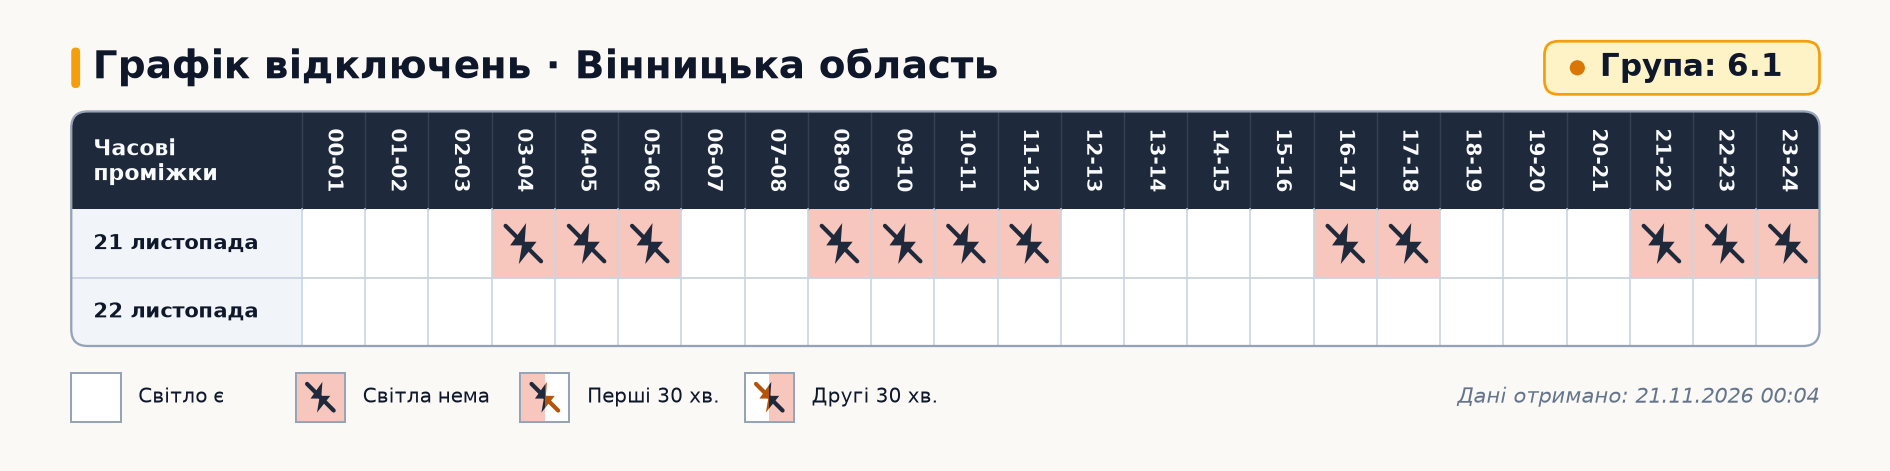 Графік відключень · Вінницька область
Група: 6.1
Часові
проміжки
00-01 01-02 02-03 03-04 04-05 05-06 06-07 07-08 08-09 09-10 10-11 11-12 12-13 13-14 14-15 15-16 16-17 17-18 18-19 19-20 20-21 21-22 22-23 23-24
21 листопада
22 листопада
Світло є Світла нема Перші 30 хв. Другі 30 хв.
Дані отримано: 21.11.2026 00:04